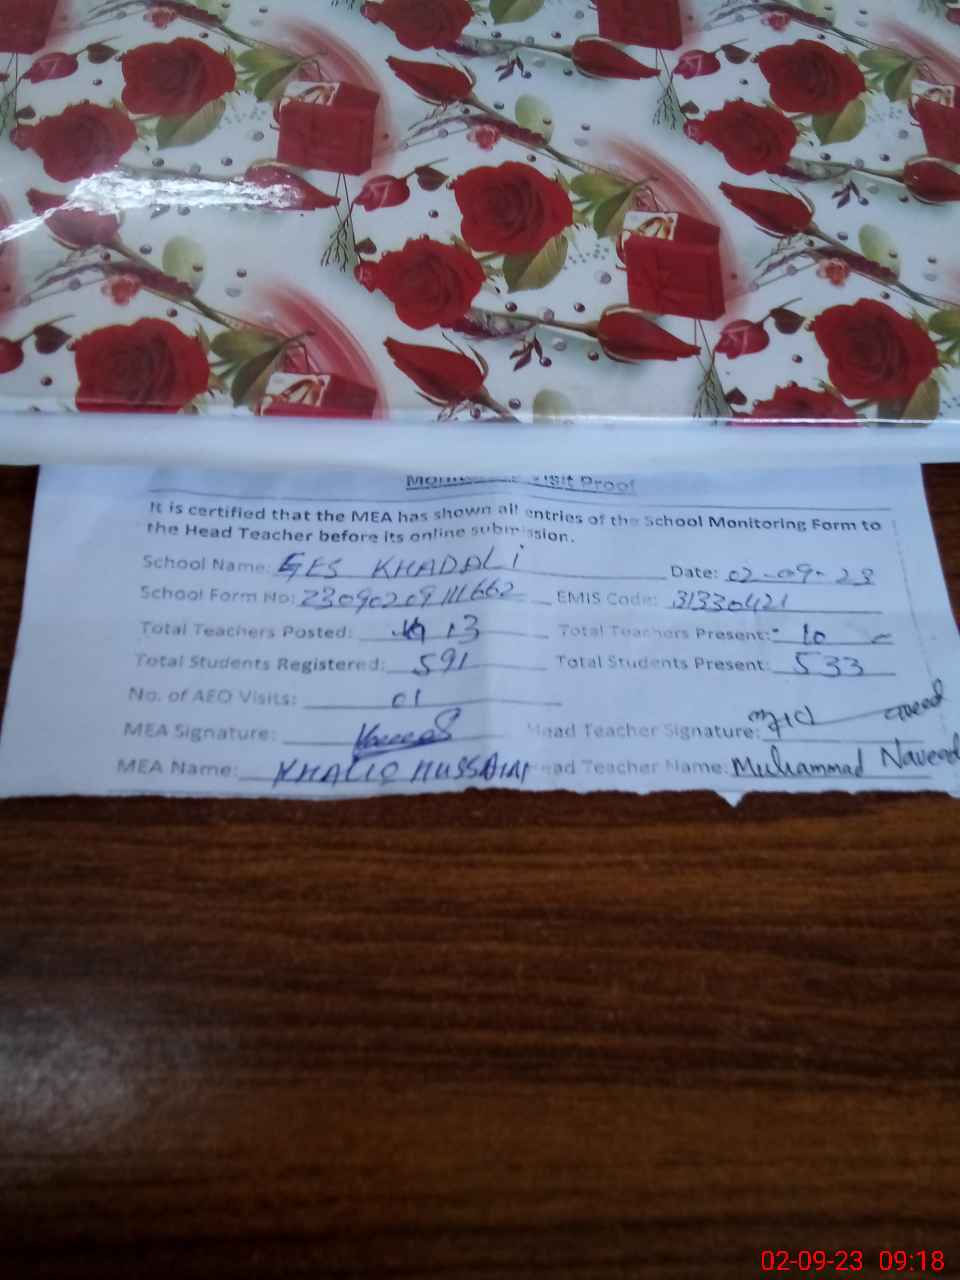 Visit Proof
It is certified that the MEA has shown all entries of the School Monitoring Form to
the Head Teacher before its online submission.
School Name: GES KHADALI Date: 02-09-23
School Form No: 2309020911662 EMIS Code: 31330421
Total Teachers Posted: 13 Total Teachers Present: 10
Total Students Registered: 591 Total Students Present: 533
No. of AEO Visits: 01
MEA Signature: Head Teacher Signature:
MEA Name: KHALID HUSSAIN Head Teacher Name: Muhammad Naveed
02-09-23 09:18